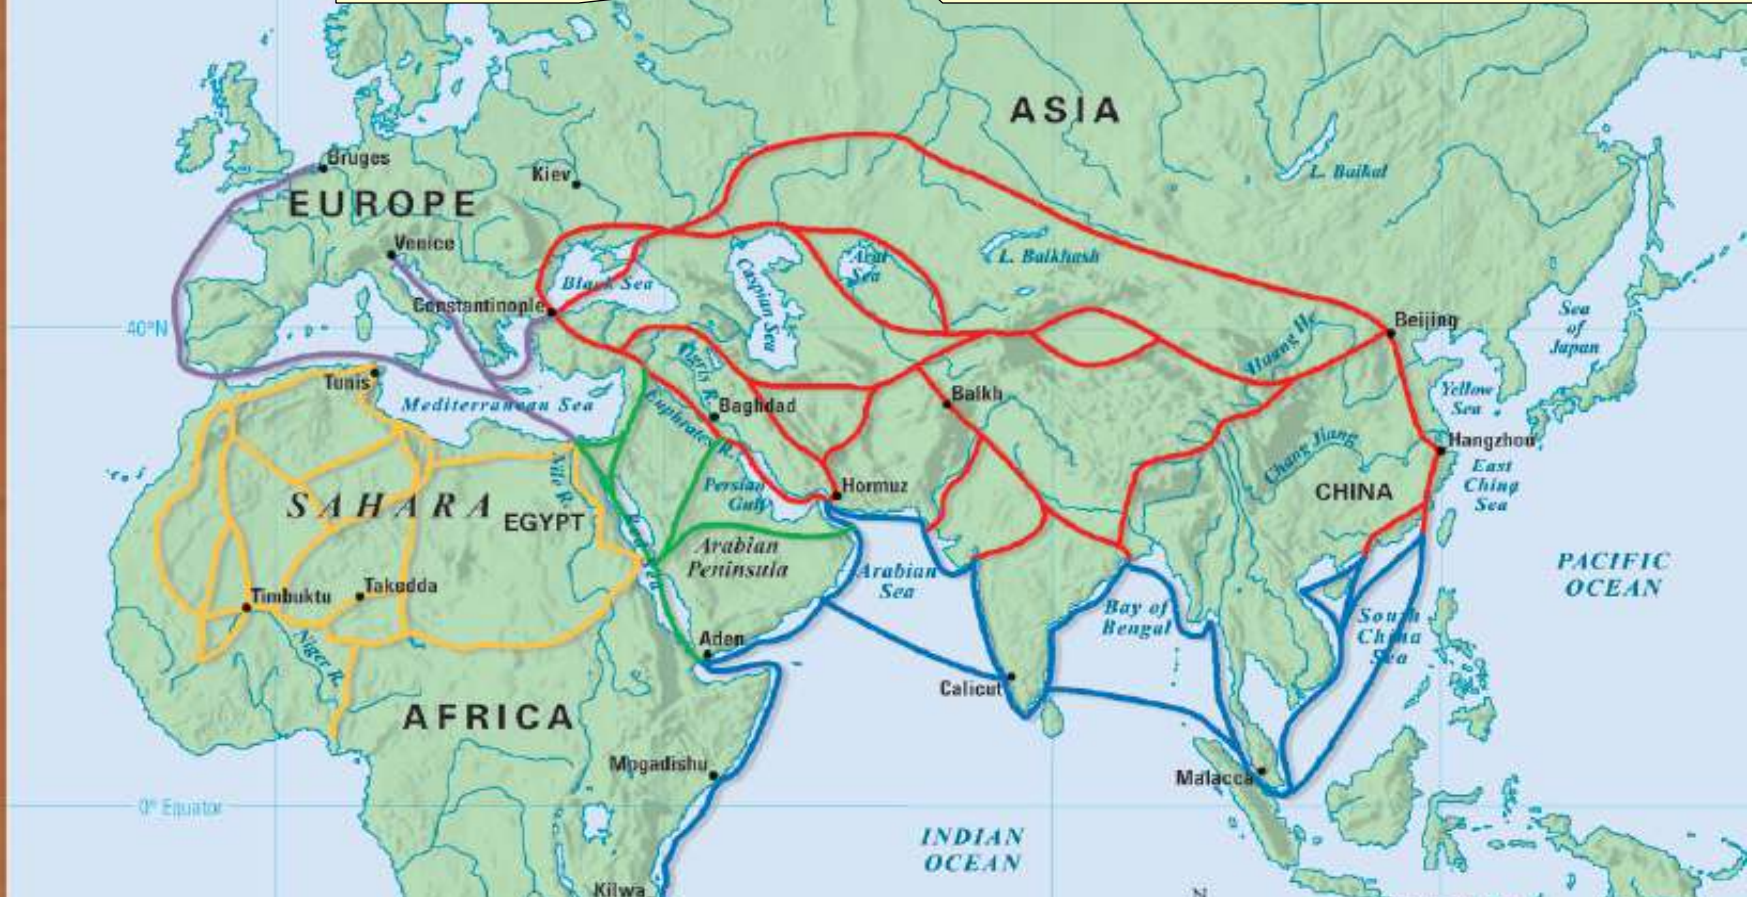 ASIA
Bruges
Kiev
L. Baikal
EUROPE
Venice
Aral
Sea
L. Balkhash
Caspian Sea
Black Sea
Constantinople
40°N
Huang He
Beijing
Sea
of
Japan
Tunis
Tigris R.
Mediterranean Sea
Euphrates R.
Baghdad
Balkh
Yellow
Sea
Hangzhou
Chang Jiang
East
China
Sea
Nile R.
Persian
Gulf
Hormuz
CHINA
SAHARA
EGYPT
Red Sea
Arabian
Peninsula
Arabian
Sea
PACIFIC
OCEAN
Timbuktu
Takedda
Bay of
Bengal
South
China
Sea
Niger R.
Aden
Calicut
AFRICA
Mogadishu
Malacca
0° Equator
INDIAN
OCEAN
Kilwa